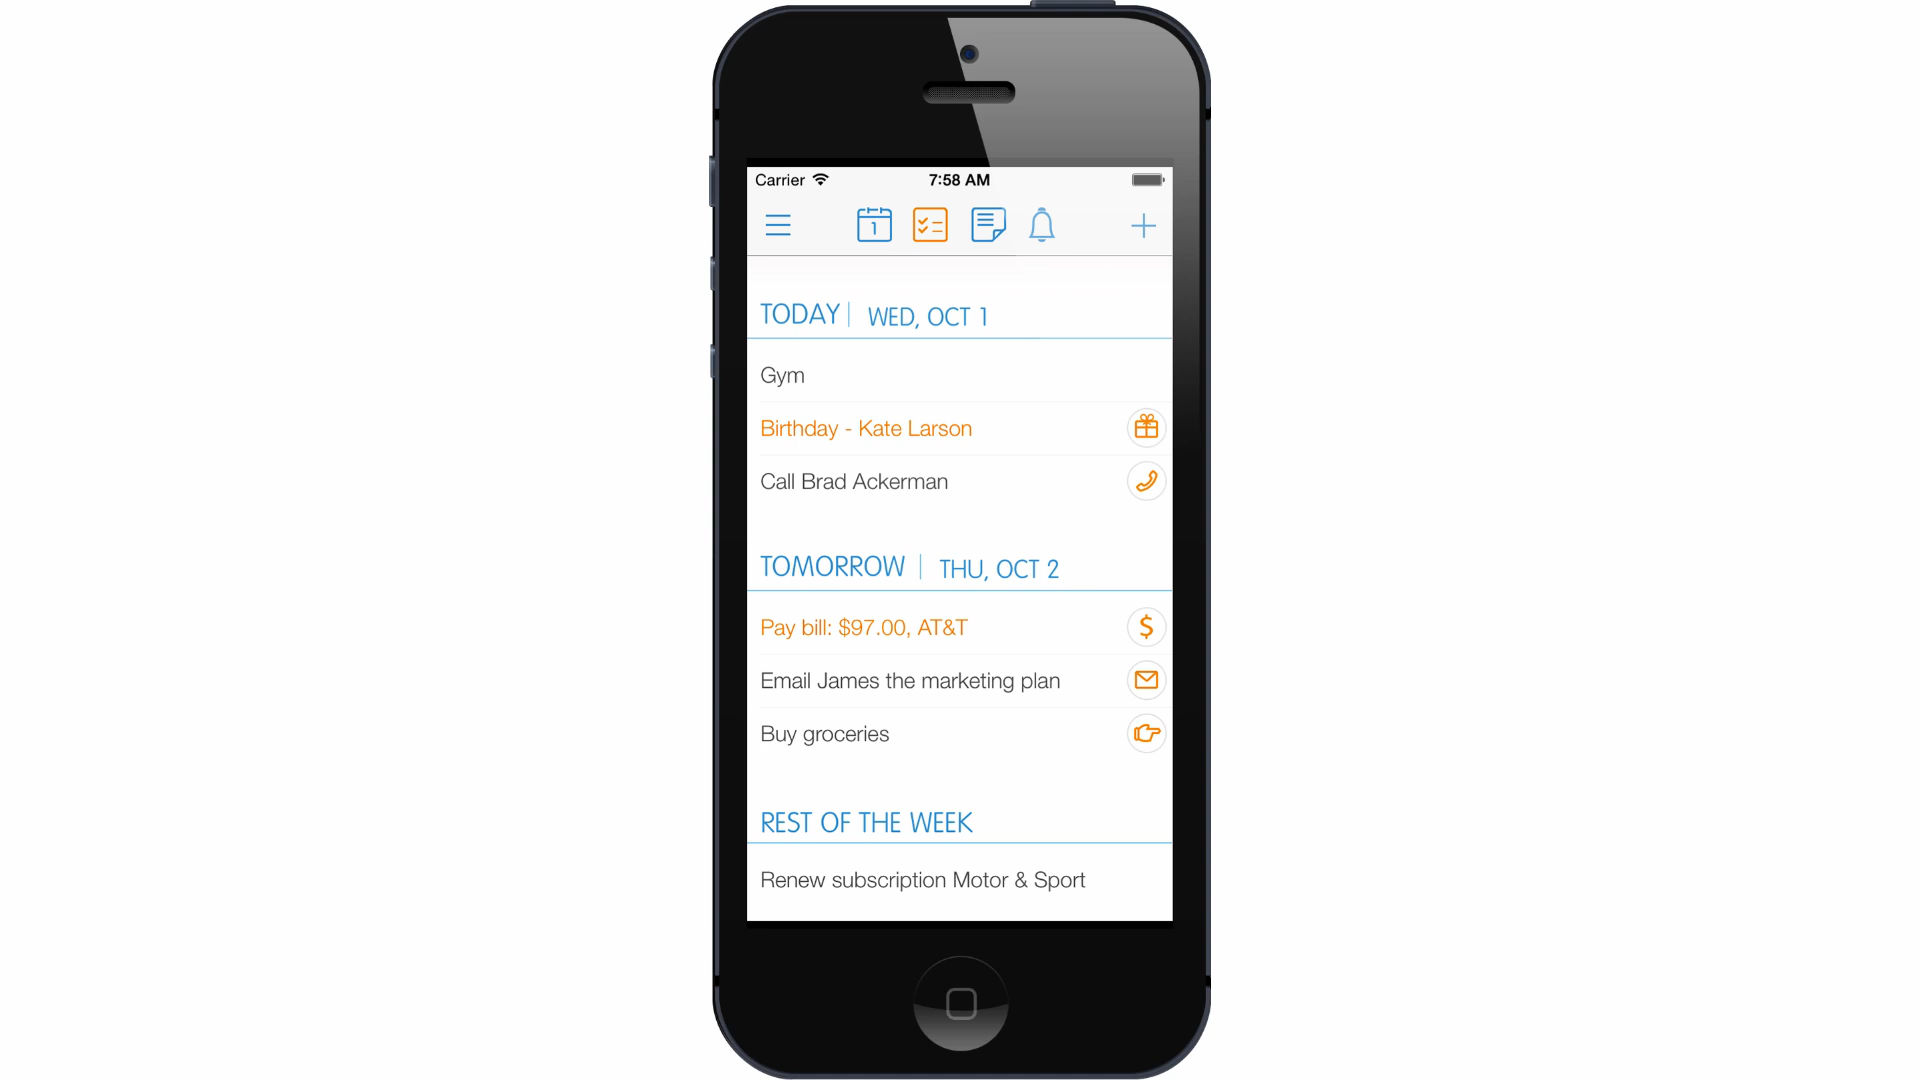 Carrier
7:58 AM
1
TODAY | WED, OCT 1
Gym
Birthday - Kate Larson
Call Brad Ackerman
TOMORROW | THU, OCT 2
Pay bill: $97.00, AT&T
$
Email James the marketing plan
Buy groceries
REST OF THE WEEK
Renew subscription Motor & Sport